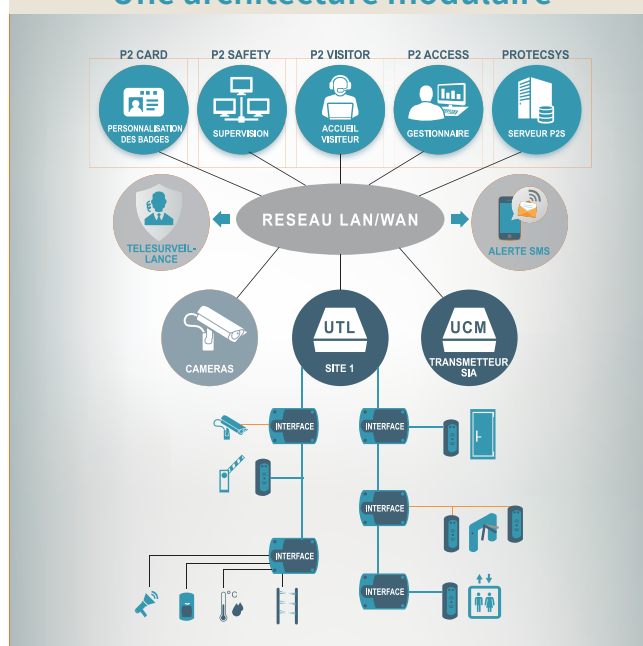 Une architecture modulaire
P2 CARD
P2 SAFETY
P2 VISITOR
P2 ACCESS
PROTECSYS
PERSONNALISATION
DES BADGES
SUPERVISION
ACCUEIL
VISITEUR
GESTIONNAIRE
SERVEUR P2S
TELESURVEIL-
LANCE
RESEAU LAN/WAN
ALERTE SMS
CAMERAS
UTL
SITE 1
UCM
TRANSMETTEUR
SIA
INTERFACE
INTERFACE
INTERFACE
INTERFACE
INTERFACE
°C